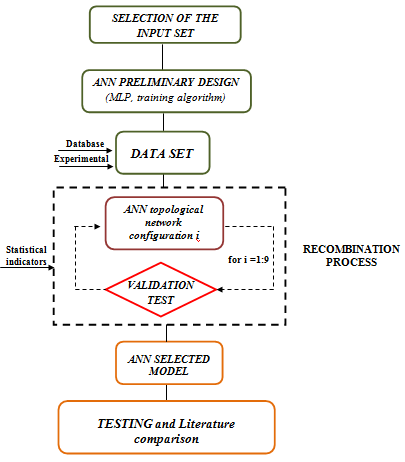 SELECTION OF THE
INPUT SET
ANN PRELIMINARY DESIGN
(MLP, training algorithm)
Database
Experimental
DATA SET
ANN topological
network
configuration i,
Statistical
indicators
for i =1:9
RECOMBINATION
PROCESS
VALIDATION
TEST
ANN SELECTED
MODEL
TESTING and Literature
comparison